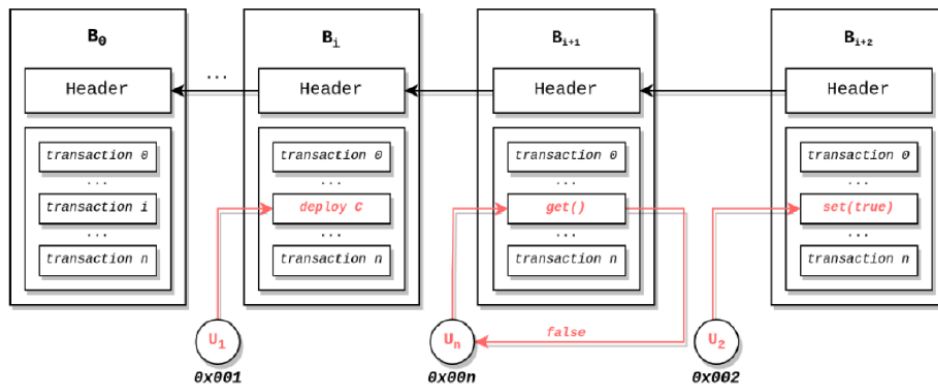 B0
Header
transaction 0
...
transaction i
...
transaction n
...
Bi
Header
transaction 0
...
deploy C
...
transaction n
Bi+1
Header
transaction 0
...
get()
...
transaction n
Bi+2
Header
transaction 0
...
set(true)
...
transaction n
U1
0x001
Un
0x00n
false
U2
0x002